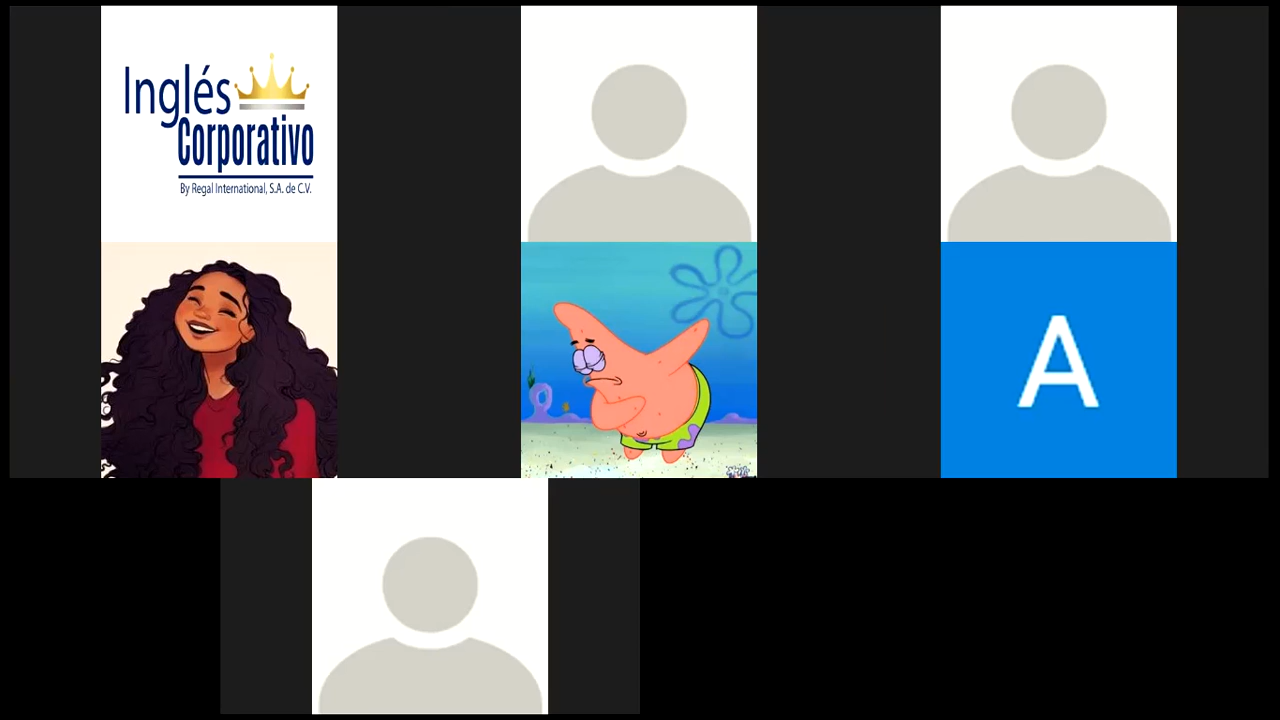 Inglés
Corporativo
By Regal International, S.A. de C.V.
A